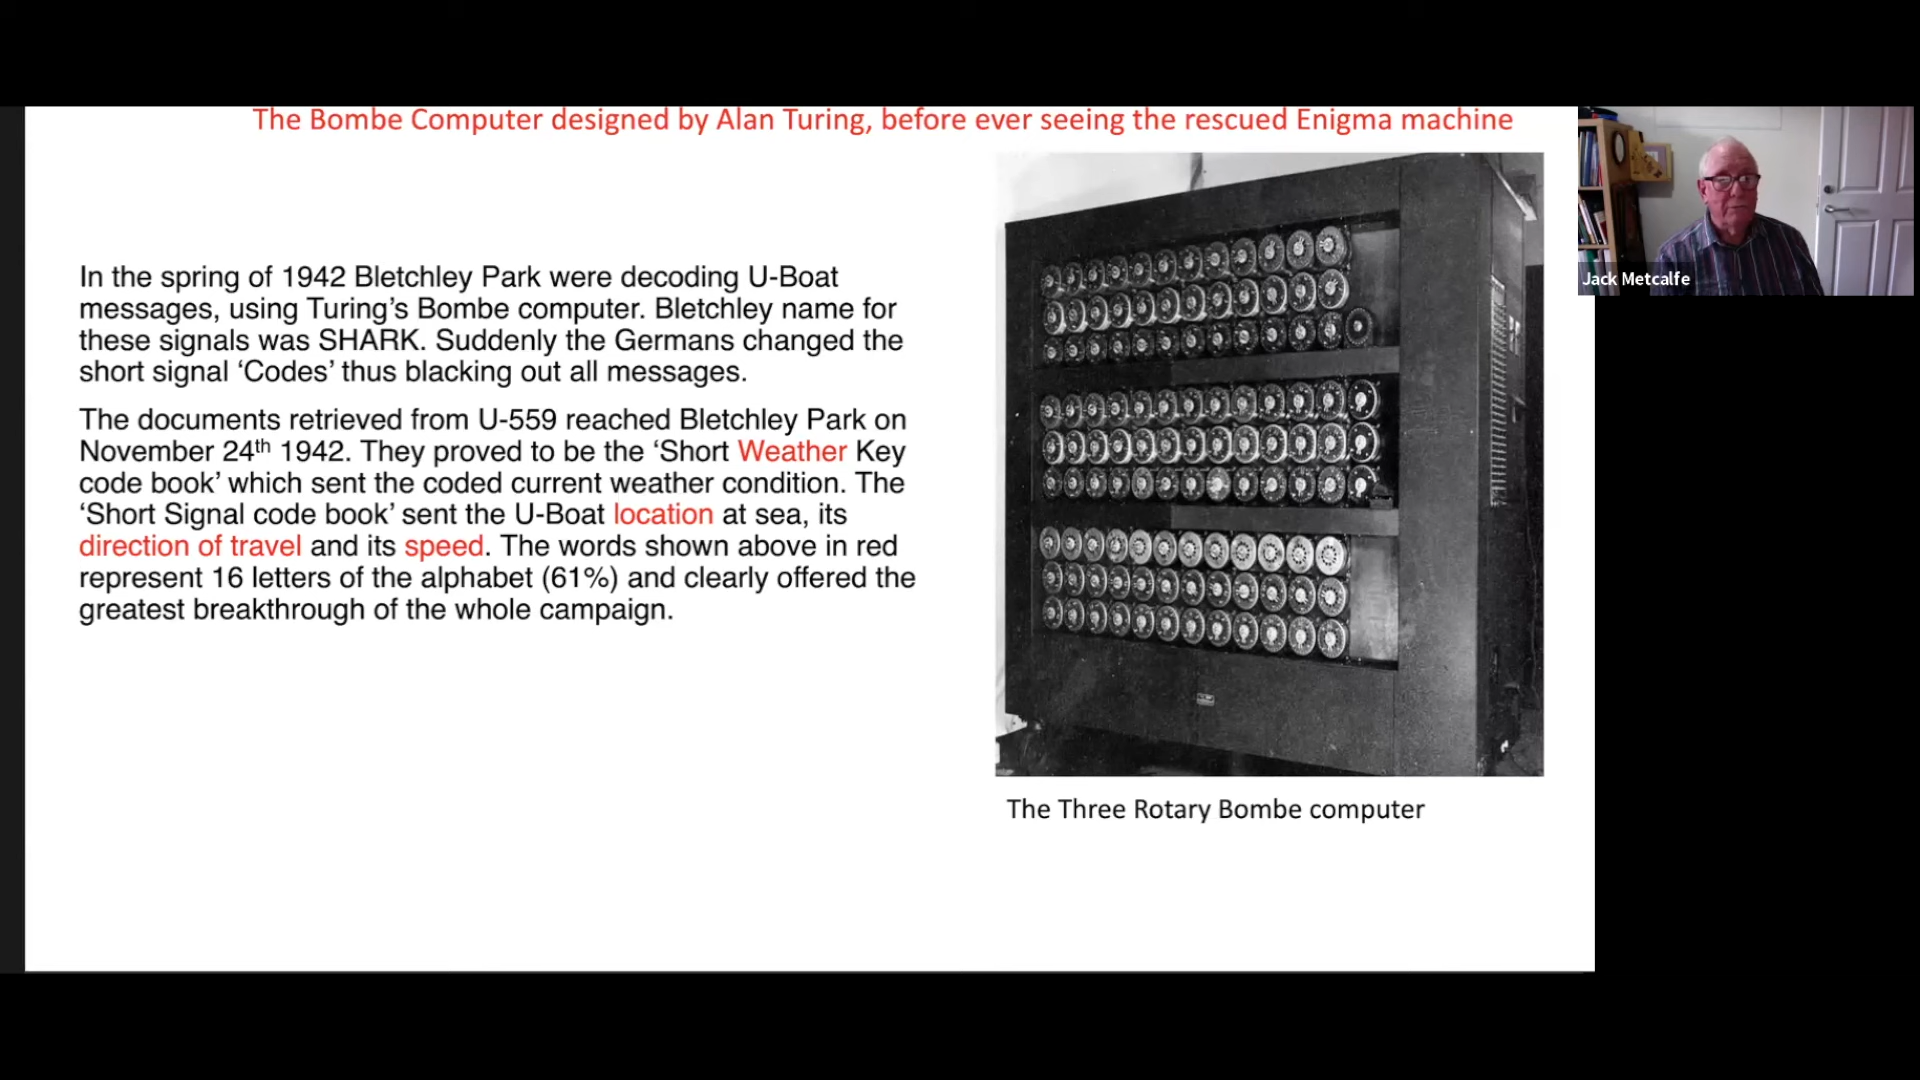 The Bombe Computer designed by Alan Turing, before ever seeing the rescued Enigma machine
In the spring of 1942 Bletchley Park were decoding U-Boat
messages, using Turing’s Bombe computer. Bletchley name for
these signals was SHARK. Suddenly the Germans changed the
short signal ‘Codes’ thus blacking out all messages.
The documents retrieved from U-559 reached Bletchley Park on
November 24th 1942. They proved to be the ‘Short Weather Key
code book’ which sent the coded current weather condition. The
‘Short Signal code book’ sent the U-Boat location at sea, its
direction of travel and its speed. The words shown above in red
represent 16 letters of the alphabet (61%) and clearly offered the
greatest breakthrough of the whole campaign.
The Three Rotary Bombe computer
Jack Metcalfe